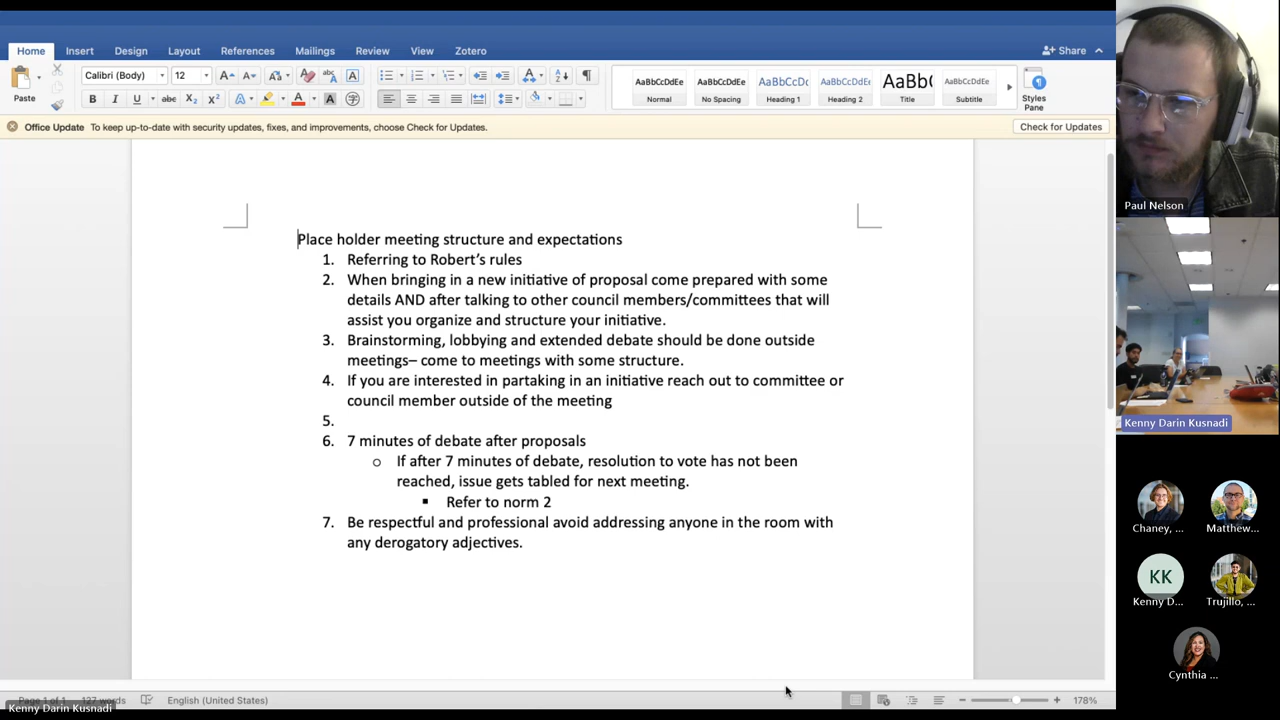 Home Insert Design Layout References Mailings Review View Zotero Share
Paste Calibri (Body) 12
AaBbCcDdEe AaBbCcDdEe AaBbCcDc AaBbCcDdEe AaBb( AaBbCcDdEe
Normal No Spacing Heading 1 Heading 2 Title Subtitle Styles Pane
Office Update To keep up-to-date with security updates, fixes, and improvements, choose Check for Updates. Check for Updates
Place holder meeting structure and expectations
1. Referring to Robert's rules
2. When bringing in a new initiative of proposal come prepared with some
details AND after talking to other council members/committees that will
assist you organize and structure your initiative.
3. Brainstorming, lobbying and extended debate should be done outside
meetings– come to meetings with some structure.
4. If you are interested in partaking in an initiative reach out to committee or
council member outside of the meeting
5.
6. 7 minutes of debate after proposals
o If after 7 minutes of debate, resolution to vote has not been
reached, issue gets tabled for next meeting.
▪ Refer to norm 2
7. Be respectful and professional avoid addressing anyone in the room with
any derogatory adjectives.
Page 1 of 1 127 words English (United States) 178%
Kenny Darin Kusnadi
Paul Nelson
Kenny Darin Kusnadi
Chaney, ... Matthew...
KK
Kenny D... Trujillo, ...
Cynthia ...